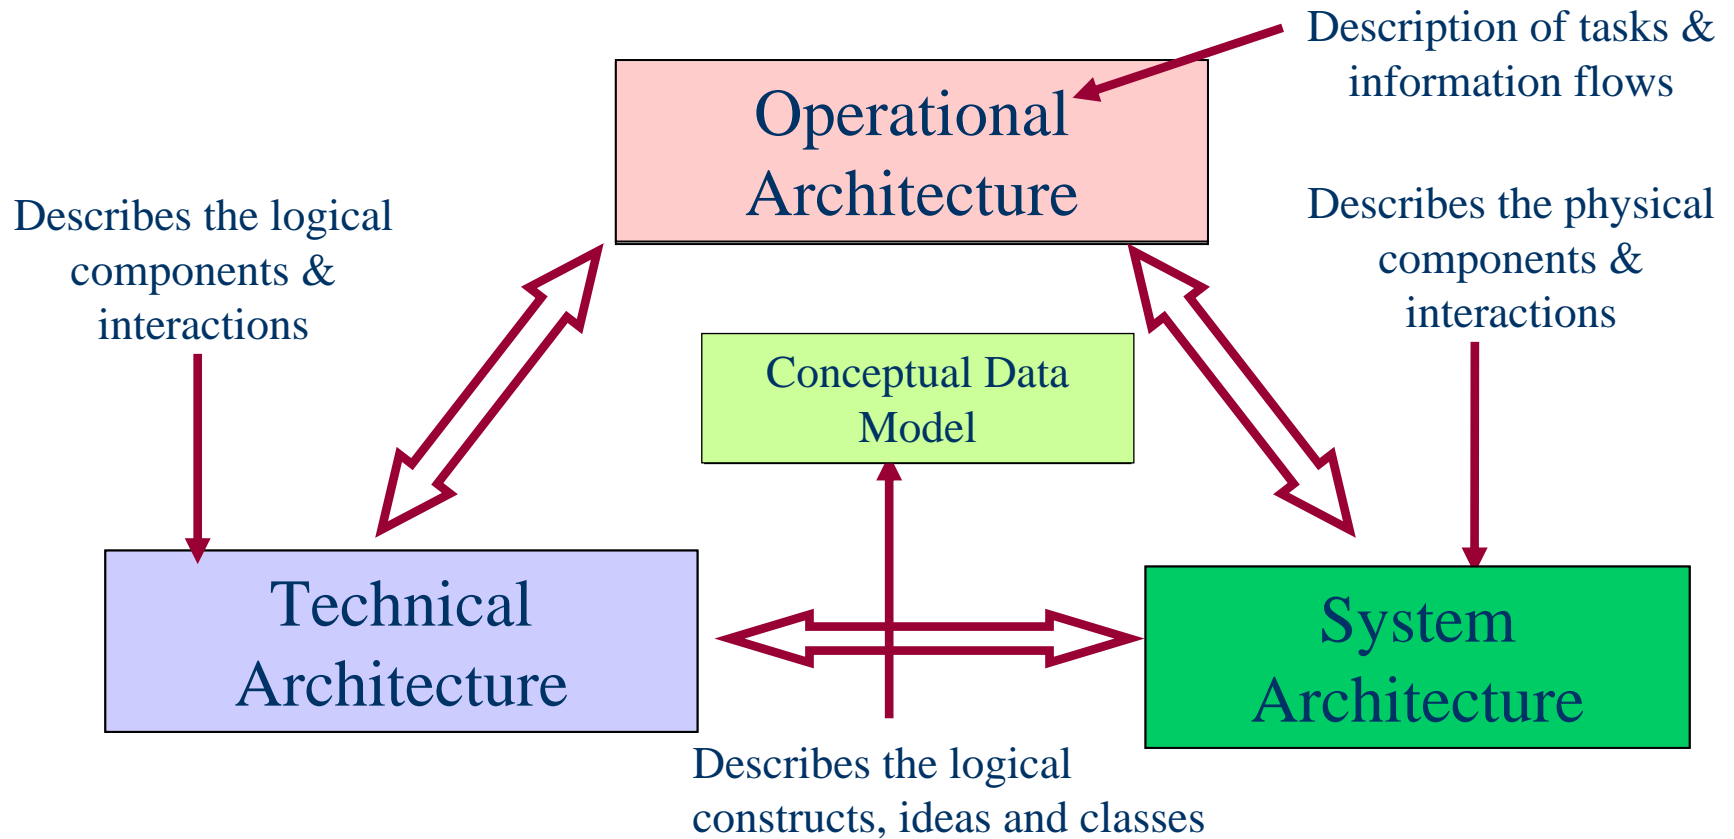 Description of tasks &
information flows
Operational
Architecture
Describes the logical
components &
interactions
Describes the physical
components &
interactions
Conceptual Data
Model
Technical
Architecture
System
Architecture
Describes the logical
constructs, ideas and classes